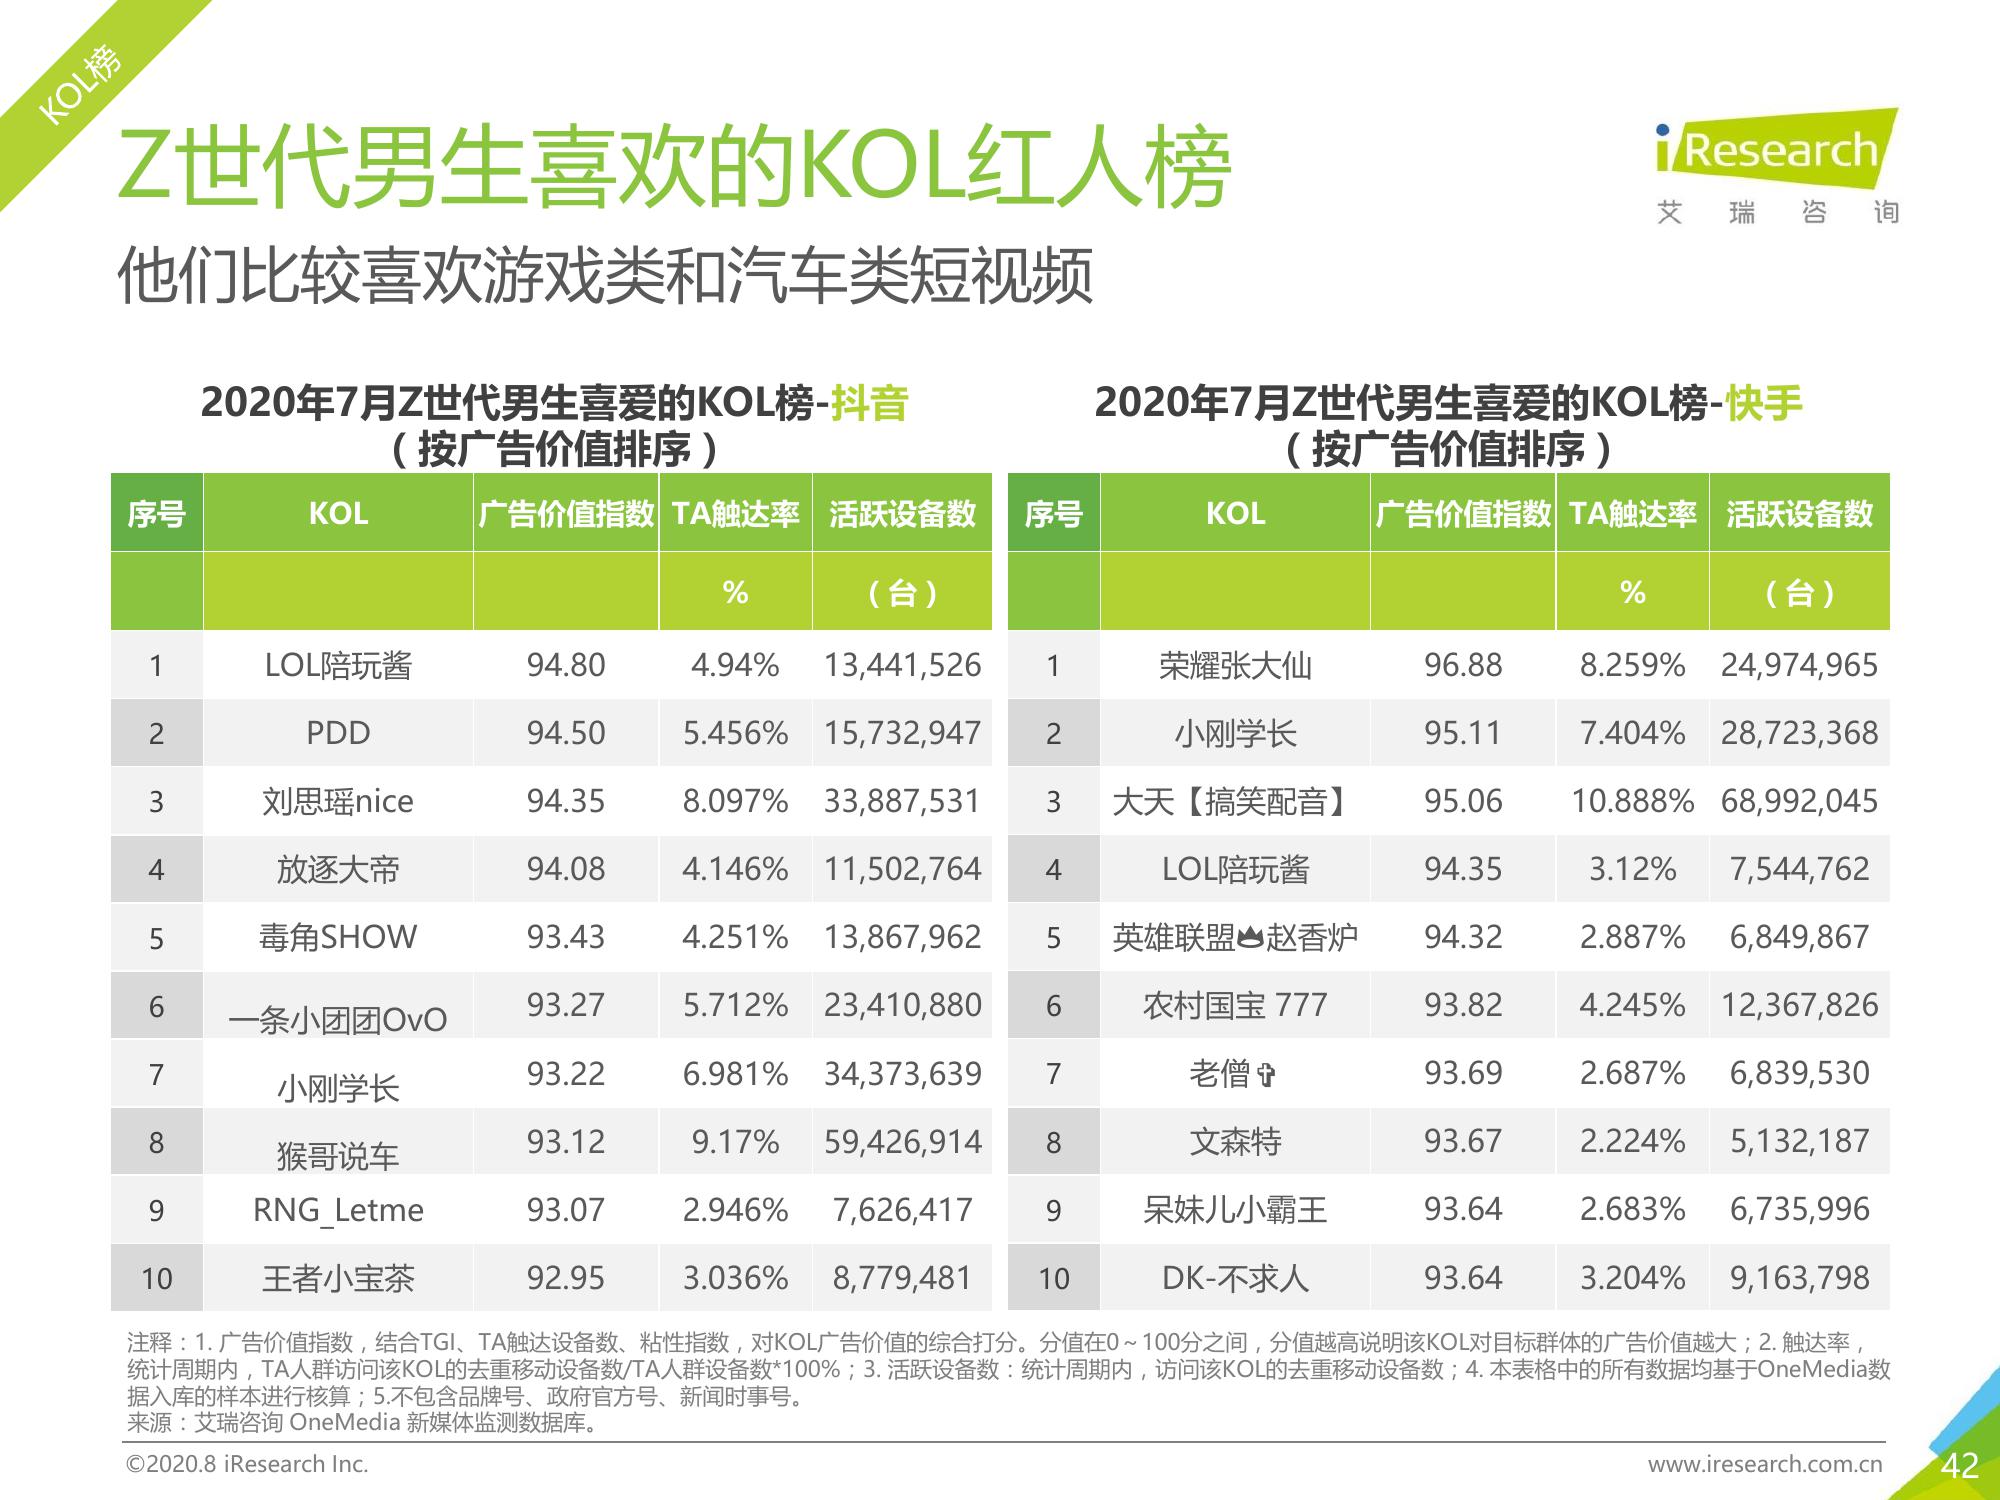 KOL榜
Z世代男生喜欢的KOL红人榜
iResearch
艾瑞咨询
他们比较喜欢游戏类和汽车类短视频
2020年7月Z世代男生喜爱的KOL榜-抖音
（按广告价值排序）
序号 KOL 广告价值指数 TA触达率 活跃设备数
% （台）
1 LOL陪玩酱 94.80 4.94% 13,441,526
2 PDD 94.50 5.456% 15,732,947
3 刘思瑶nice 94.35 8.097% 33,887,531
4 放逐大帝 94.08 4.146% 11,502,764
5 毒角SHOW 93.43 4.251% 13,867,962
6 一条小团团OvO 93.27 5.712% 23,410,880
7 小刚学长 93.22 6.981% 34,373,639
8 猴哥说车 93.12 9.17% 59,426,914
9 RNG_Letme 93.07 2.946% 7,626,417
10 王者小宝茶 92.95 3.036% 8,779,481
2020年7月Z世代男生喜爱的KOL榜-快手
（按广告价值排序）
序号 KOL 广告价值指数 TA触达率 活跃设备数
% （台）
1 荣耀张大仙 96.88 8.259% 24,974,965
2 小刚学长 95.11 7.404% 28,723,368
3 大天【搞笑配音】 95.06 10.888% 68,992,045
4 LOL陪玩酱 94.35 3.12% 7,544,762
5 英雄联盟赵香炉 94.32 2.887% 6,849,867
6 农村国宝 777 93.82 4.245% 12,367,826
7 老僧✞ 93.69 2.687% 6,839,530
8 文森特 93.67 2.224% 5,132,187
9 呆妹儿小霸王 93.64 2.683% 6,735,996
10 DK-不求人 93.64 3.204% 9,163,798
注释：1. 广告价值指数，结合TGI、TA触达设备数、粘性指数，对KOL广告价值的综合打分。分值在0～100分之间，分值越高说明该KOL对目标群体的广告价值越大；2. 触达率，
统计周期内，TA人群访问该KOL的去重移动设备数/TA人群设备数*100%；3. 活跃设备数：统计周期内，访问该KOL的去重移动设备数；4. 本表格中的所有数据均基于OneMedia数
据入库的样本进行核算；5.不包含品牌号、政府官方号、新闻时事号。
来源：艾瑞咨询 OneMedia 新媒体监测数据库。
©2020.8 iResearch Inc.
www.iresearch.com.cn
42